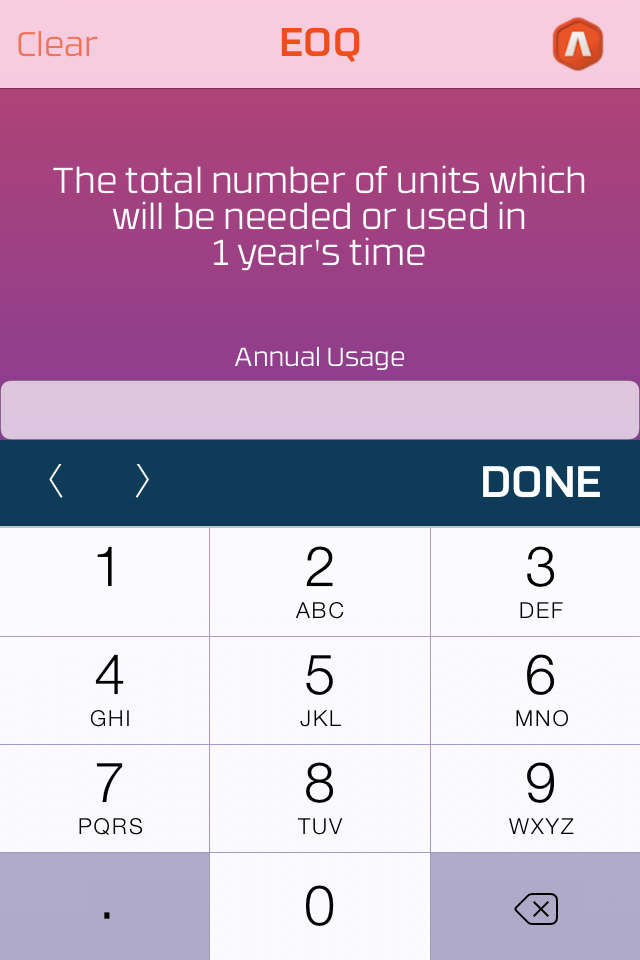 Clear EOQ
The total number of units which
will be needed or used in
1 year's time
Annual Usage
DONE
1 2 3
ABC DEF
4 5 6
GHI JKL MNO
7 8 9
PQRS TUV WXYZ
. 0